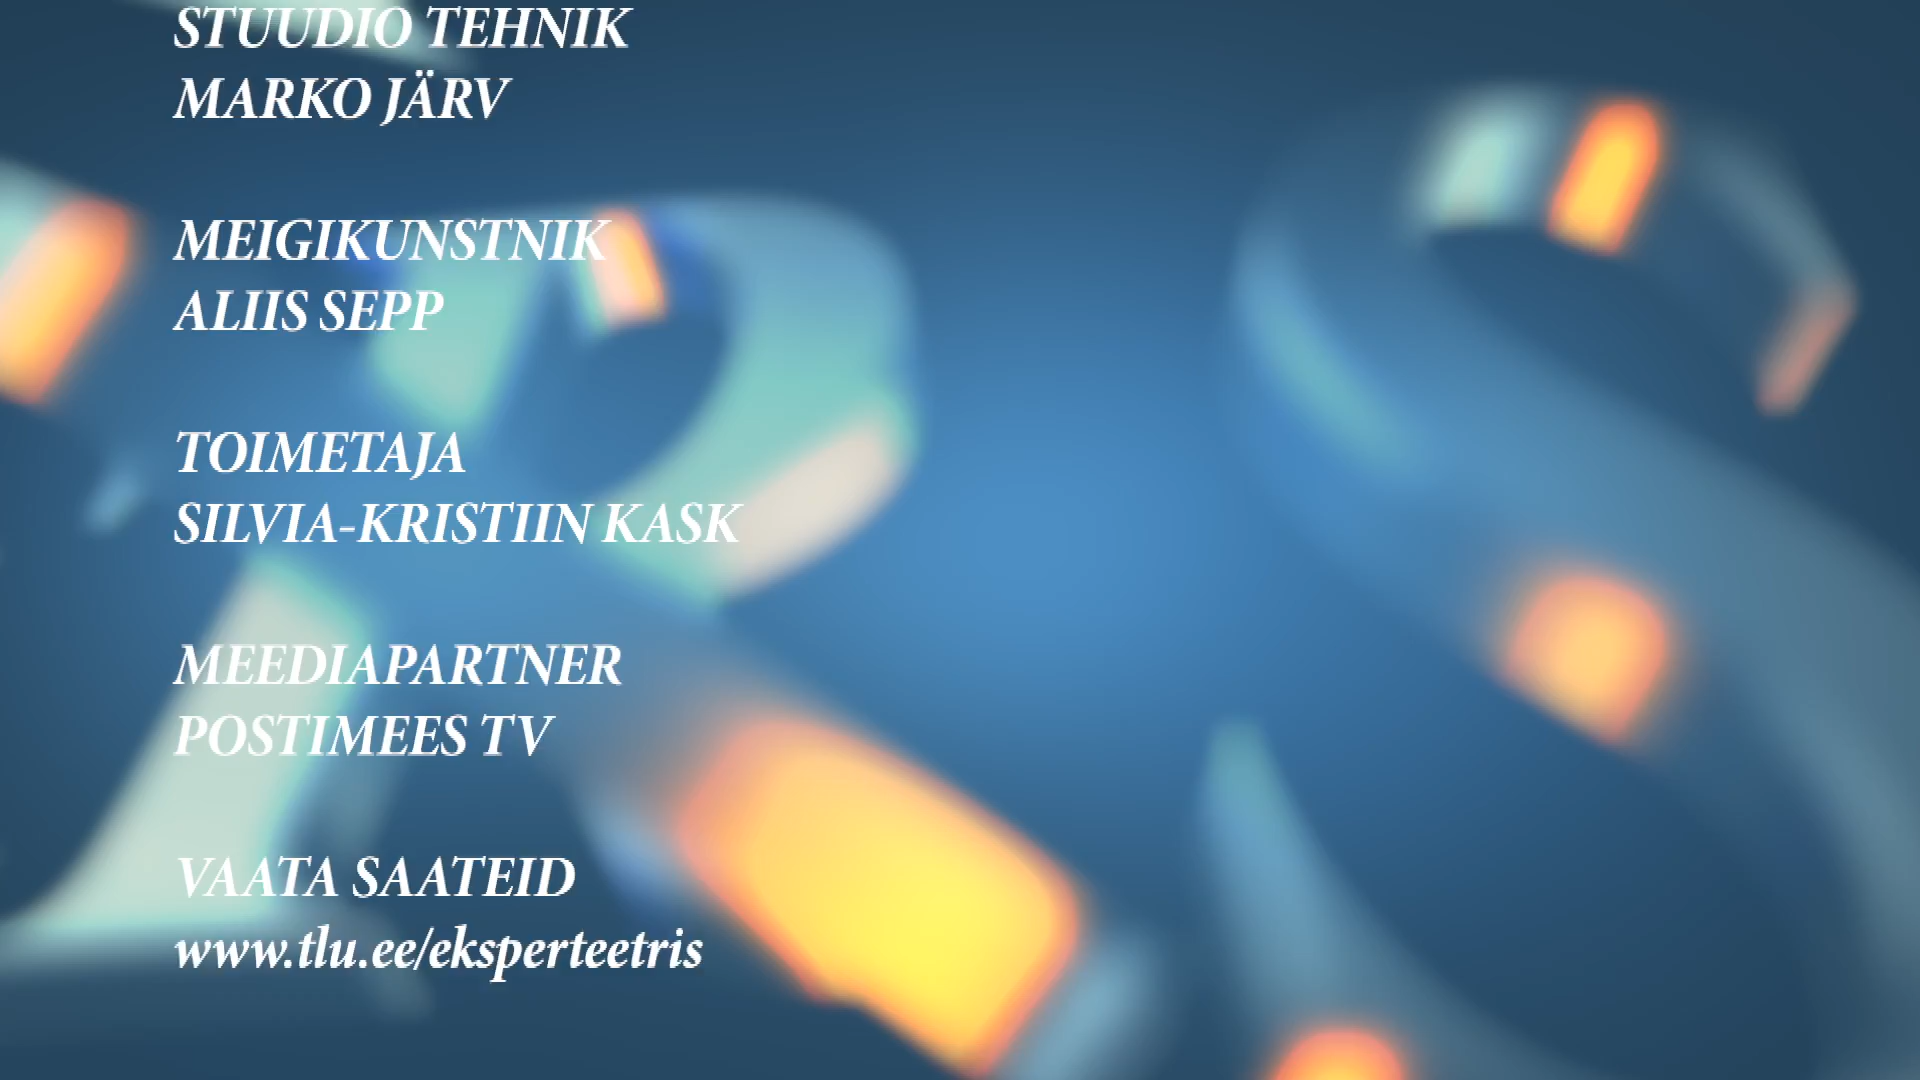 STUUDIO TEHNIK
MARKO JÄRV
MEIGIKUNSTNIK
ALIIS SEPP
TOIMETAJA
SILVIA-KRISTIIN KASK
MEEDIAPARTNER
POSTIMEES TV
VAATA SAATEID
www.tlu.ee/eksperteetris